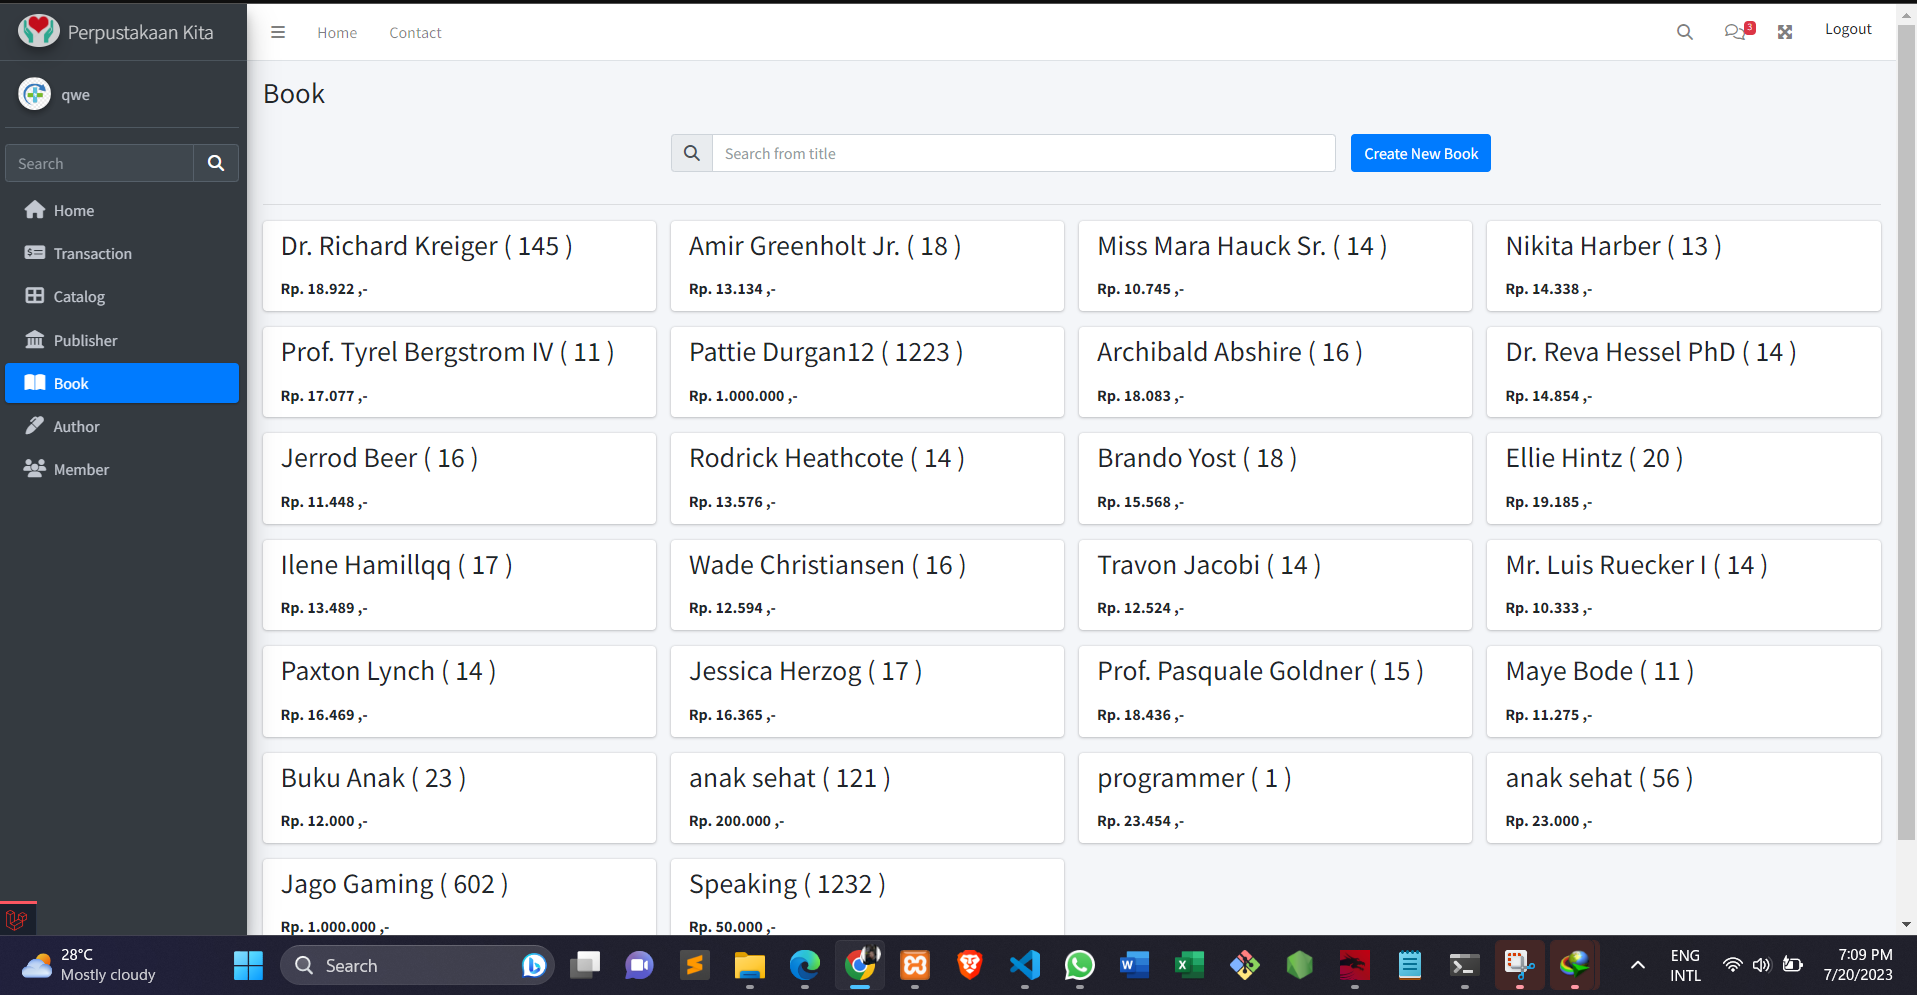 Perpustakaan Kita
Home
Contact
3
Logout
qwe
Search
Home
Transaction
Catalog
Publisher
Book
Author
Member
Book
Search from title
Create New Book
Dr. Richard Kreiger ( 145 )
Rp. 18.922 ,-
Amir Greenholt Jr. ( 18 )
Rp. 13.134 ,-
Miss Mara Hauck Sr. ( 14 )
Rp. 10.745 ,-
Nikita Harber ( 13 )
Rp. 14.338 ,-
Prof. Tyrel Bergstrom IV ( 11 )
Rp. 17.077 ,-
Pattie Durgan12 ( 1223 )
Rp. 1.000.000 ,-
Archibald Abshire ( 16 )
Rp. 18.083 ,-
Dr. Reva Hessel PhD ( 14 )
Rp. 14.854 ,-
Jerrod Beer ( 16 )
Rp. 11.448 ,-
Rodrick Heathcote ( 14 )
Rp. 13.576 ,-
Brando Yost ( 18 )
Rp. 15.568 ,-
Ellie Hintz ( 20 )
Rp. 19.185 ,-
Ilene Hamillqq ( 17 )
Rp. 13.489 ,-
Wade Christiansen ( 16 )
Rp. 12.594 ,-
Travon Jacobi ( 14 )
Rp. 12.524 ,-
Mr. Luis Ruecker I ( 14 )
Rp. 10.333 ,-
Paxton Lynch ( 14 )
Rp. 16.469 ,-
Jessica Herzog ( 17 )
Rp. 16.365 ,-
Prof. Pasquale Goldner ( 15 )
Rp. 18.436 ,-
Maye Bode ( 11 )
Rp. 11.275 ,-
Buku Anak ( 23 )
Rp. 12.000 ,-
anak sehat ( 121 )
Rp. 200.000 ,-
programmer ( 1 )
Rp. 23.454 ,-
anak sehat ( 56 )
Rp. 23.000 ,-
Jago Gaming ( 602 )
Rp. 1.000.000 ,-
Speaking ( 1232 )
Rp. 50.000 ,-
28°C
Mostly cloudy
Search
ENG
INTL
7:09 PM
7/20/2023